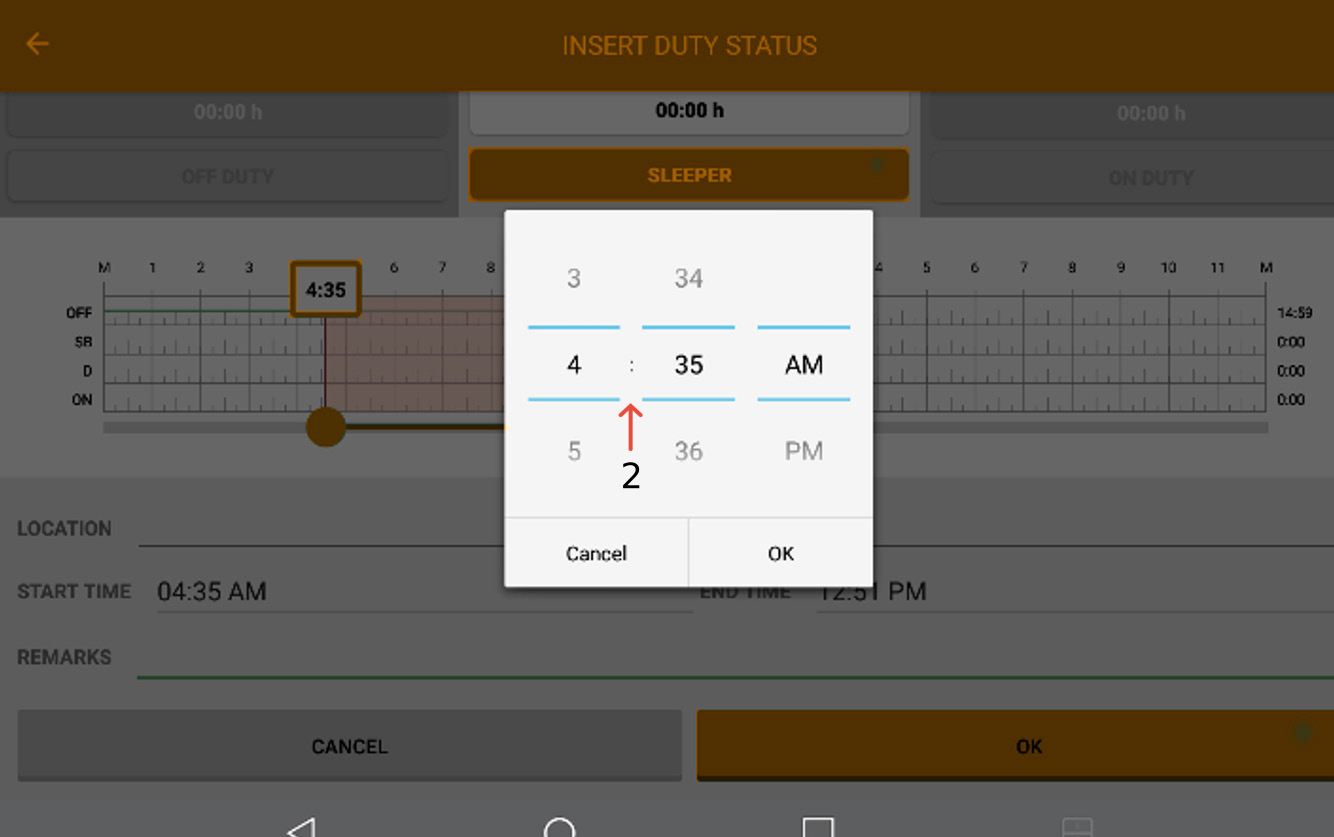 INSERT DUTY STATUS
00:00 h 00:00 h 00:00 h
OFF DUTY SLEEPER ON DUTY
M 1 2 3 4:35 6 7 8 4 5 6 7 8 9 10 11 M
OFF 14:59
SB 0:00
D 0:00
ON 0:00
3 34
4 : 35 AM
5 36 PM
2
Cancel OK
LOCATION
START TIME 04:35 AM END TIME 12:51 PM
REMARKS
CANCEL OK